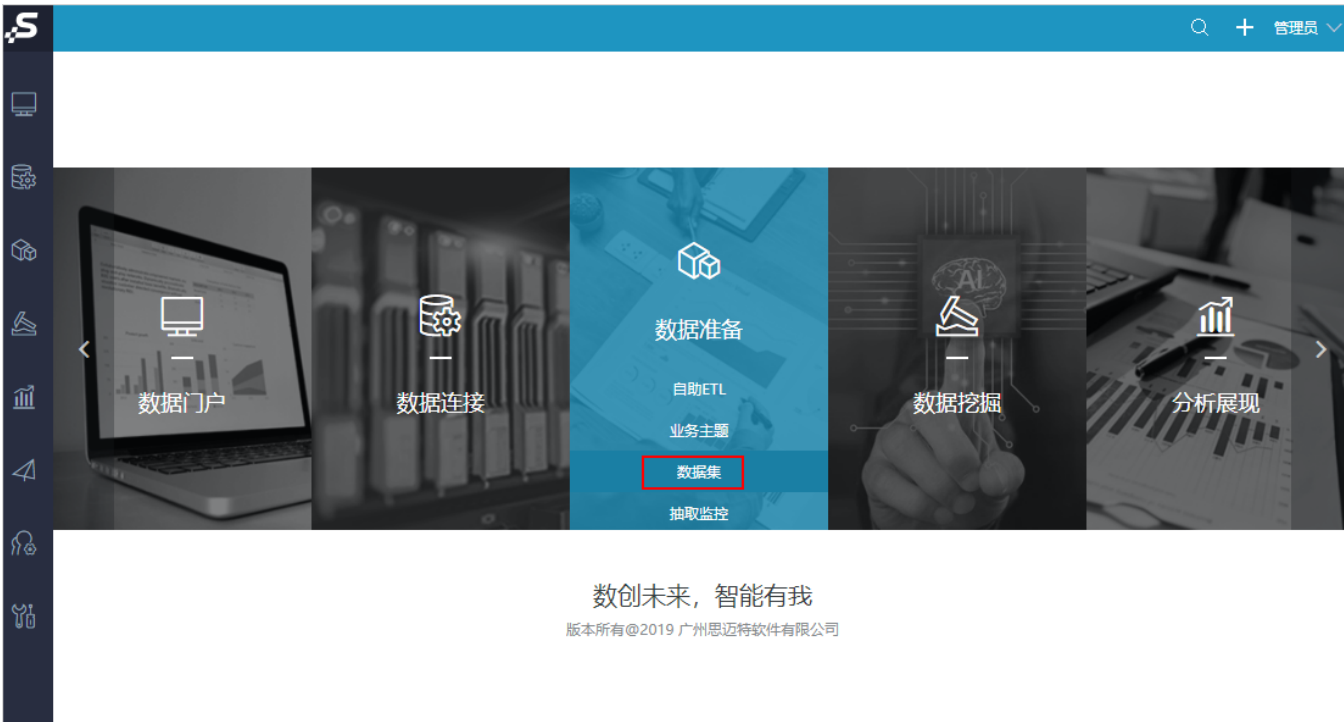 管理员
数据门户
数据连接
数据准备
自助ETL
业务主题
数据集
抽取监控
AI
数据挖掘
分析展现
数创未来，智能有我
版本所有@2019 广州思迈特软件有限公司